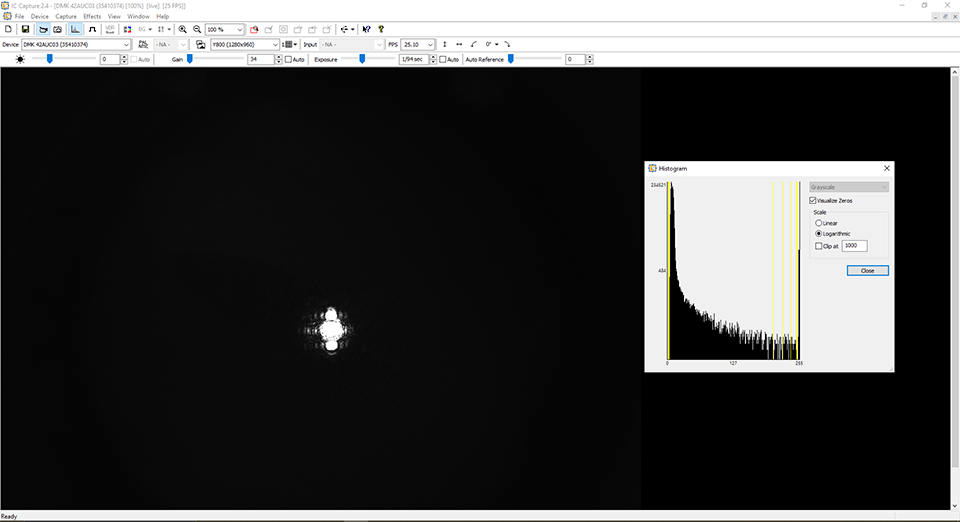 IC Capture 2.4 - [DMK 42AUC03 (35410374) [100%] [live] [25 FPS]]
File Device Capture Effects View Window Help
100 %
Device DMK 42AUC03 (35410374) - NA - Y800 (1280x960) Input - NA - FPS 25.10 0°
0 Auto Gain 34 Auto Exposure 1/94 sec Auto Auto Reference 0
Histogram
Grayscale
Visualize Zeros
Scale
Linear
Logarithmic
Clip at 1000
Close
484
0 127 255
Ready